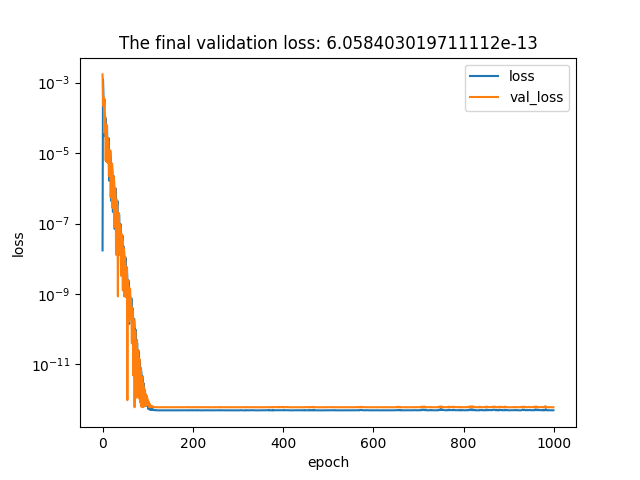 The final validation loss: 6.058403019711112e-13
loss
val_loss
10⁻³
10⁻⁵
10⁻⁷
10⁻⁹
10⁻¹¹
loss
0 200 400 600 800 1000
epoch